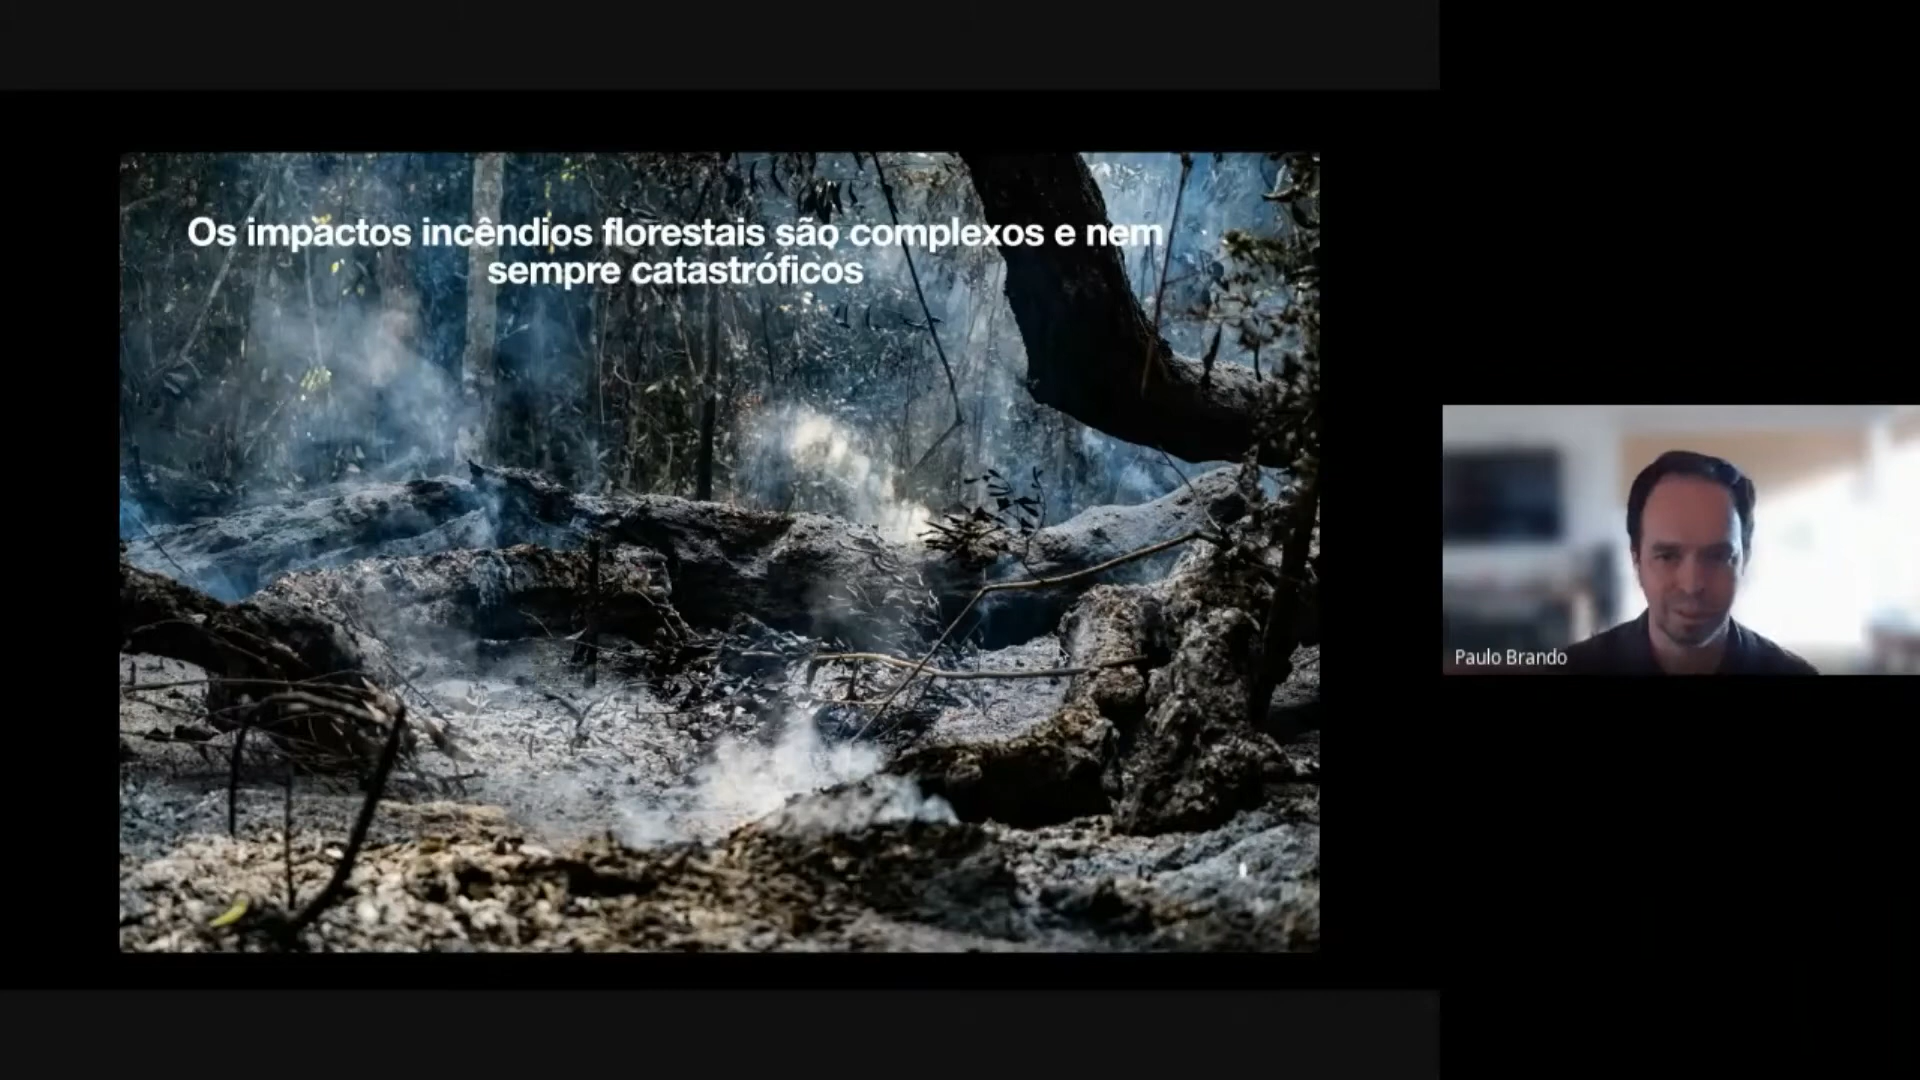 Os impactos incêndios florestais são complexos e nem
sempre catastróficos
Paulo Brando